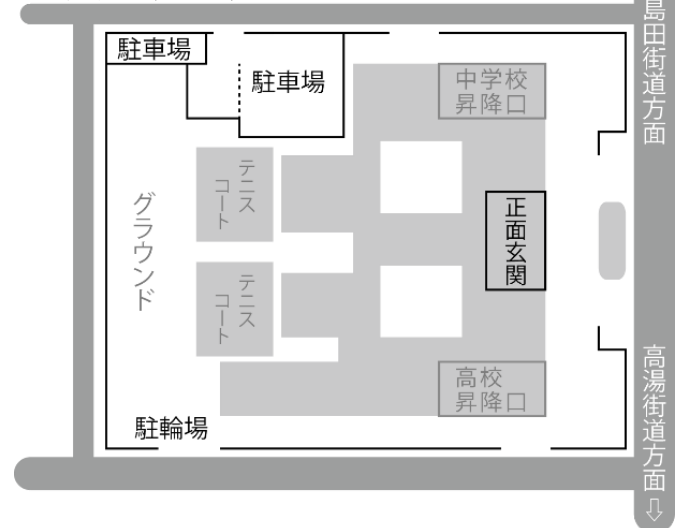 島田街道方面
駐車場
駐車場
中学校
昇降口
テニス
コート
グラウンド
正面玄関
テニス
コート
高校
昇降口
高湯街道方面⇩
駐輪場